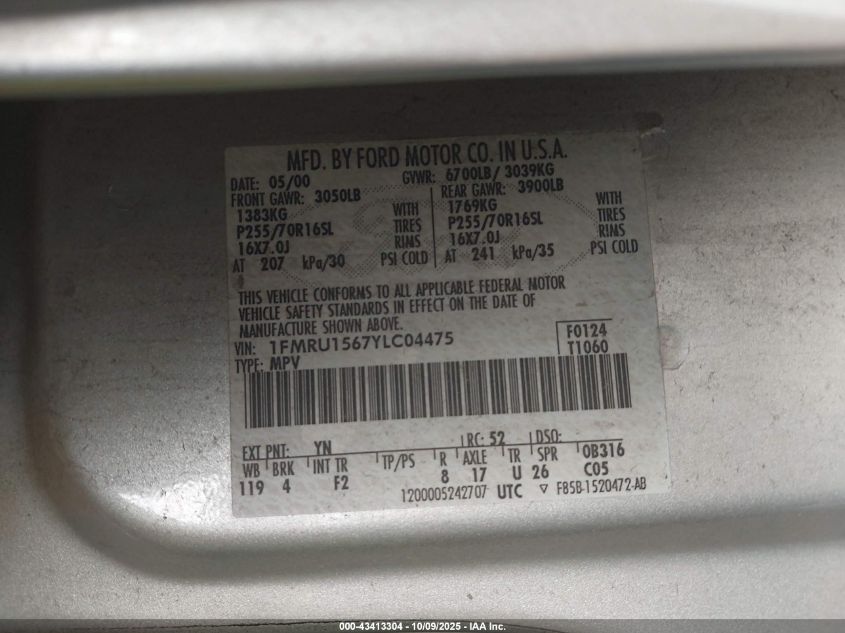 MFD. BY FORD MOTOR CO. IN U.S.A.
DATE: 05/00 GVWR: 6700LB/ 3039KG
FRONT GAWR: 3050LB REAR GAWR: 3900LB
1383KG WITH 1769KG WITH
P255/70R16SL TIRES P255/70R16SL TIRES
16X7.0J RIMS 16X7.0J RIMS
AT 207 kPa/30 PSI COLD AT 241 kPa/35 PSI COLD
THIS VEHICLE CONFORMS TO ALL APPLICABLE FEDERAL MOTOR
VEHICLE SAFETY STANDARDS IN EFFECT ON THE DATE OF
MANUFACTURE SHOWN ABOVE.
VIN: 1FMRU1567YLC04475 F0124
TYPE: MPV T1060
EXT PNT: YN RC: 52 DSO:
WB BRK INT TR TP/PS R AXLE TR SPR 0B316
119 4 F2 8 17 U 26 C05
1200005242707 UTC ▽ F85B-1520472-AB
000-43413304 - 10/09/2025 - IAA Inc.